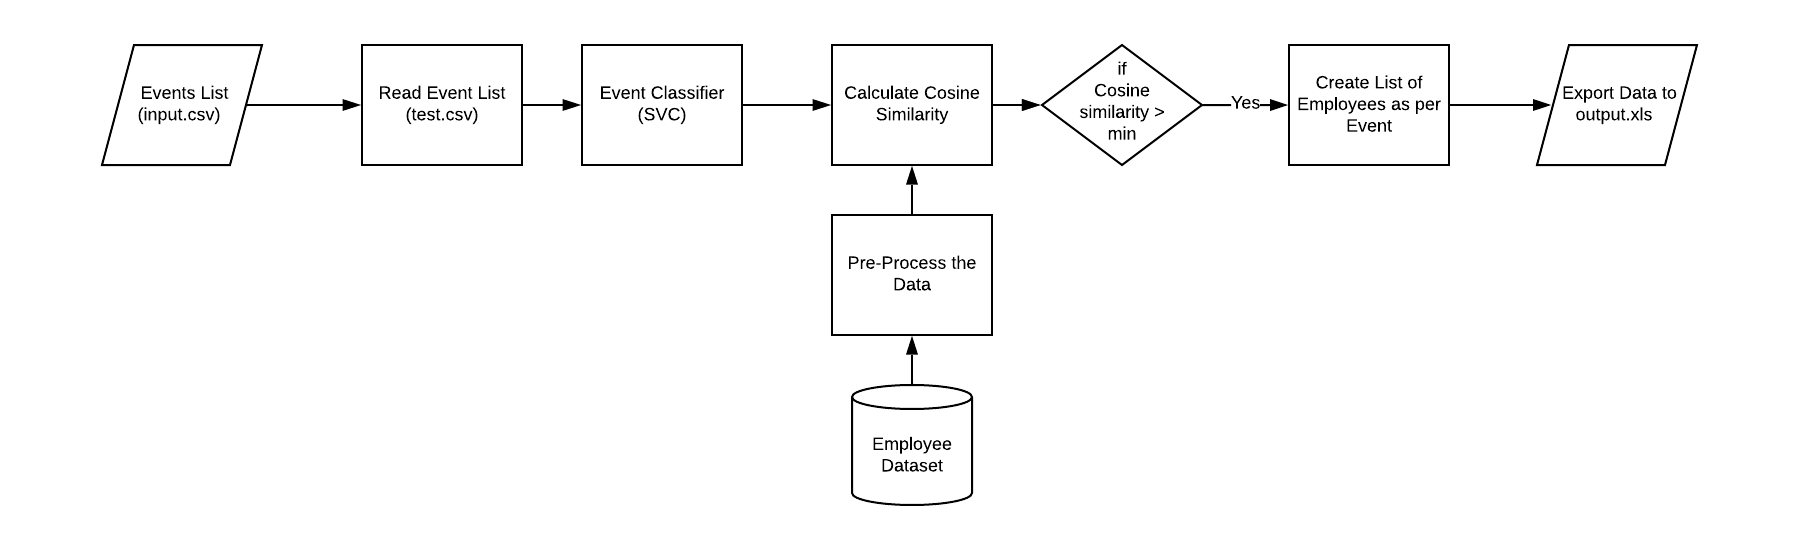 Events List
(input.csv)
Read Event List
(test.csv)
Event Classifier
(SVC)
Calculate Cosine
Similarity
if
Cosine
similarity >
min
Yes
Create List of
Employees as per
Event
Export Data to
output.xls
Pre-Process the
Data
Employee
Dataset